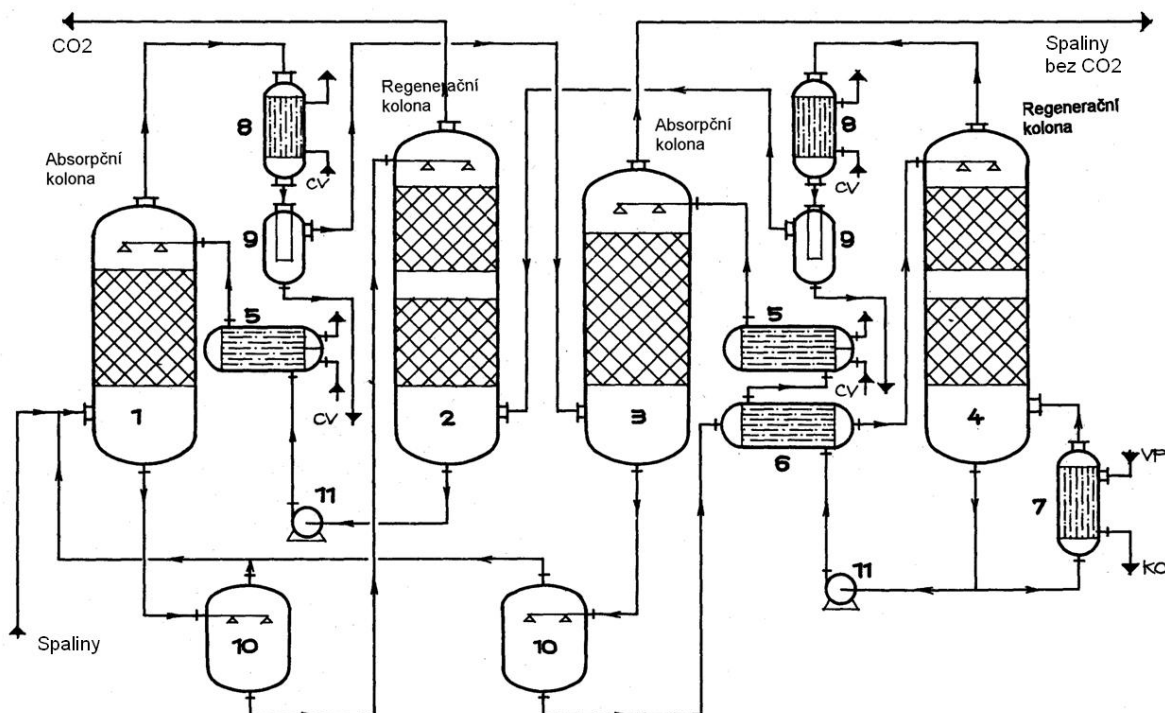 CO2
Spaliny
bez CO2
Regenerační
kolona
Regenerační
kolona
8
8
Absorpční
kolona
Absorpční
kolona
CV
CV
9
9
5
5
CV
CV
1
2
3
4
6
VP
7
KO
11
11
Spaliny
10
10